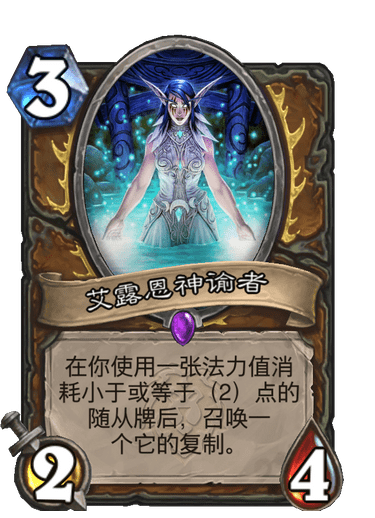 3
艾露恩神谕者
在你使用一张法力值消
耗小于或等于（2）点的
随从牌后，召唤一
个它的复制。
2
4